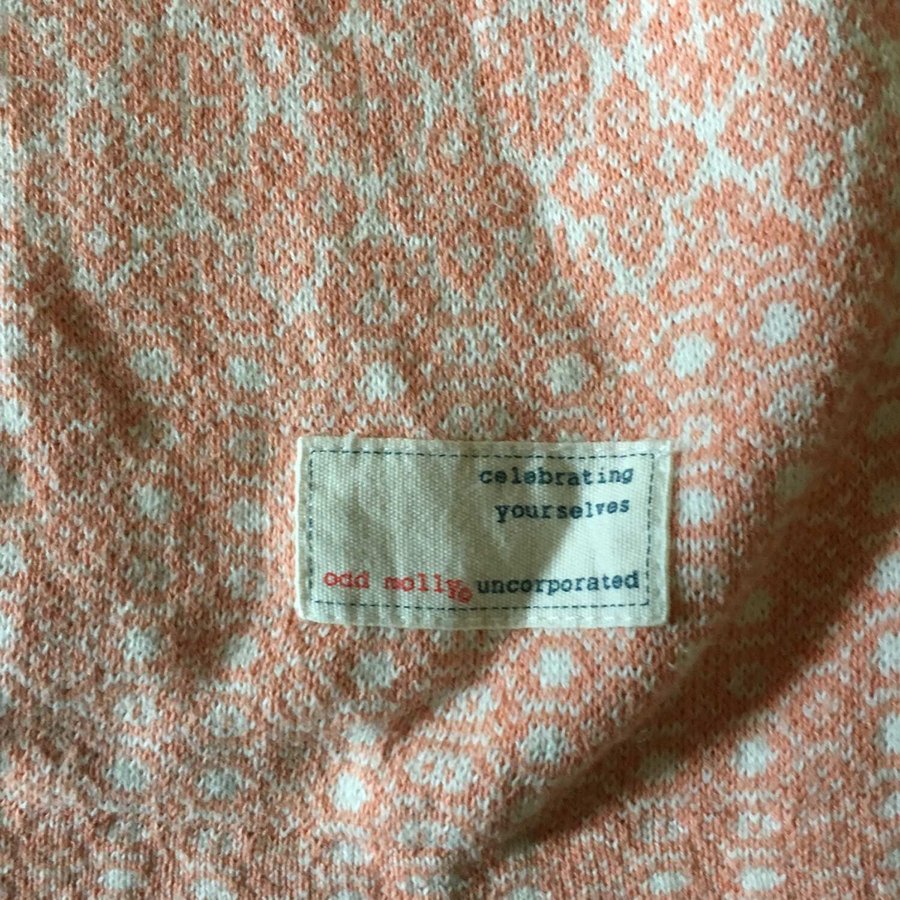 celebrating
yourselves
odd molly uncorporated